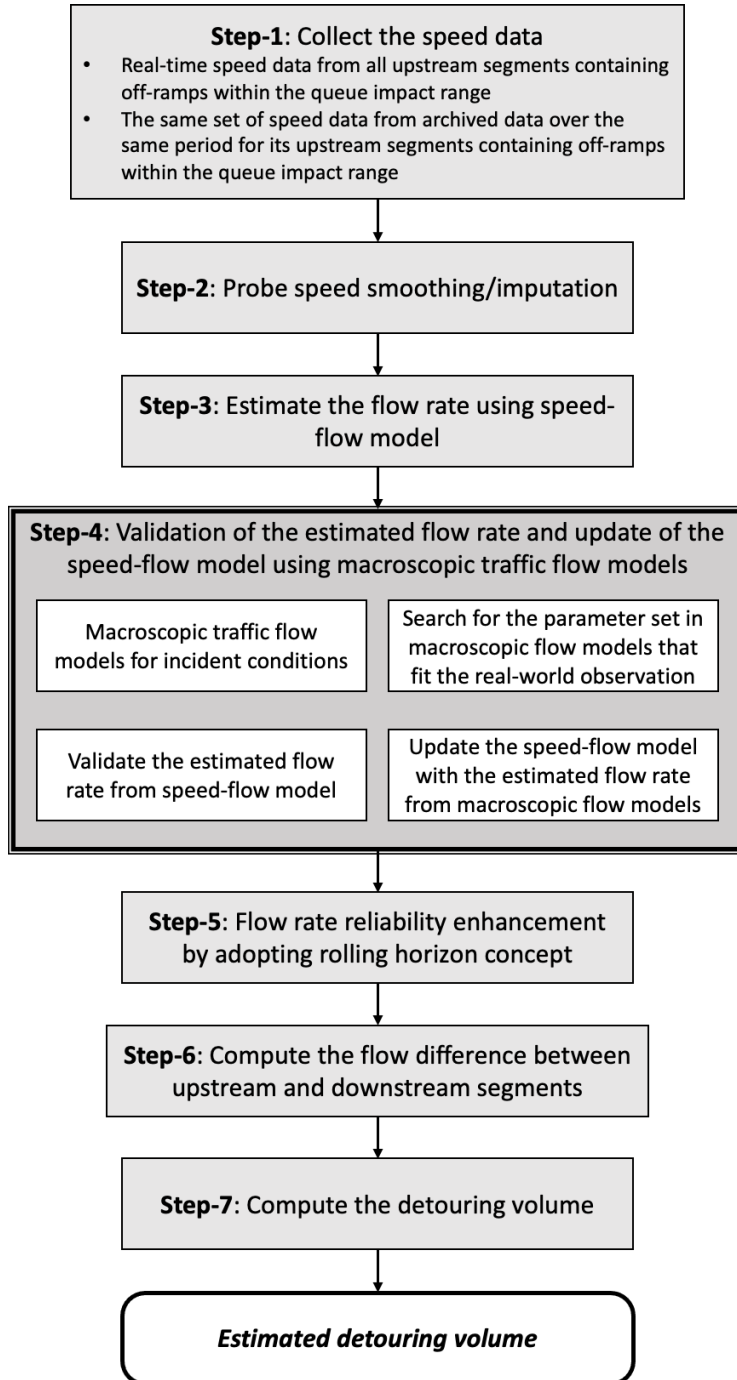 Step-1: Collect the speed data
• Real-time speed data from all upstream segments containing
off-ramps within the queue impact range
• The same set of speed data from archived data over the
same period for its upstream segments containing off-ramps
within the queue impact range
Step-2: Probe speed smoothing/imputation
Step-3: Estimate the flow rate using speed-
flow model
Step-4: Validation of the estimated flow rate and update of the
speed-flow model using macroscopic traffic flow models
Macroscopic traffic flow
models for incident conditions
Search for the parameter set in
macroscopic flow models that
fit the real-world observation
Validate the estimated flow
rate from speed-flow model
Update the speed-flow model
with the estimated flow rate
from macroscopic flow models
Step-5: Flow rate reliability enhancement
by adopting rolling horizon concept
Step-6: Compute the flow difference between
upstream and downstream segments
Step-7: Compute the detouring volume
Estimated detouring volume